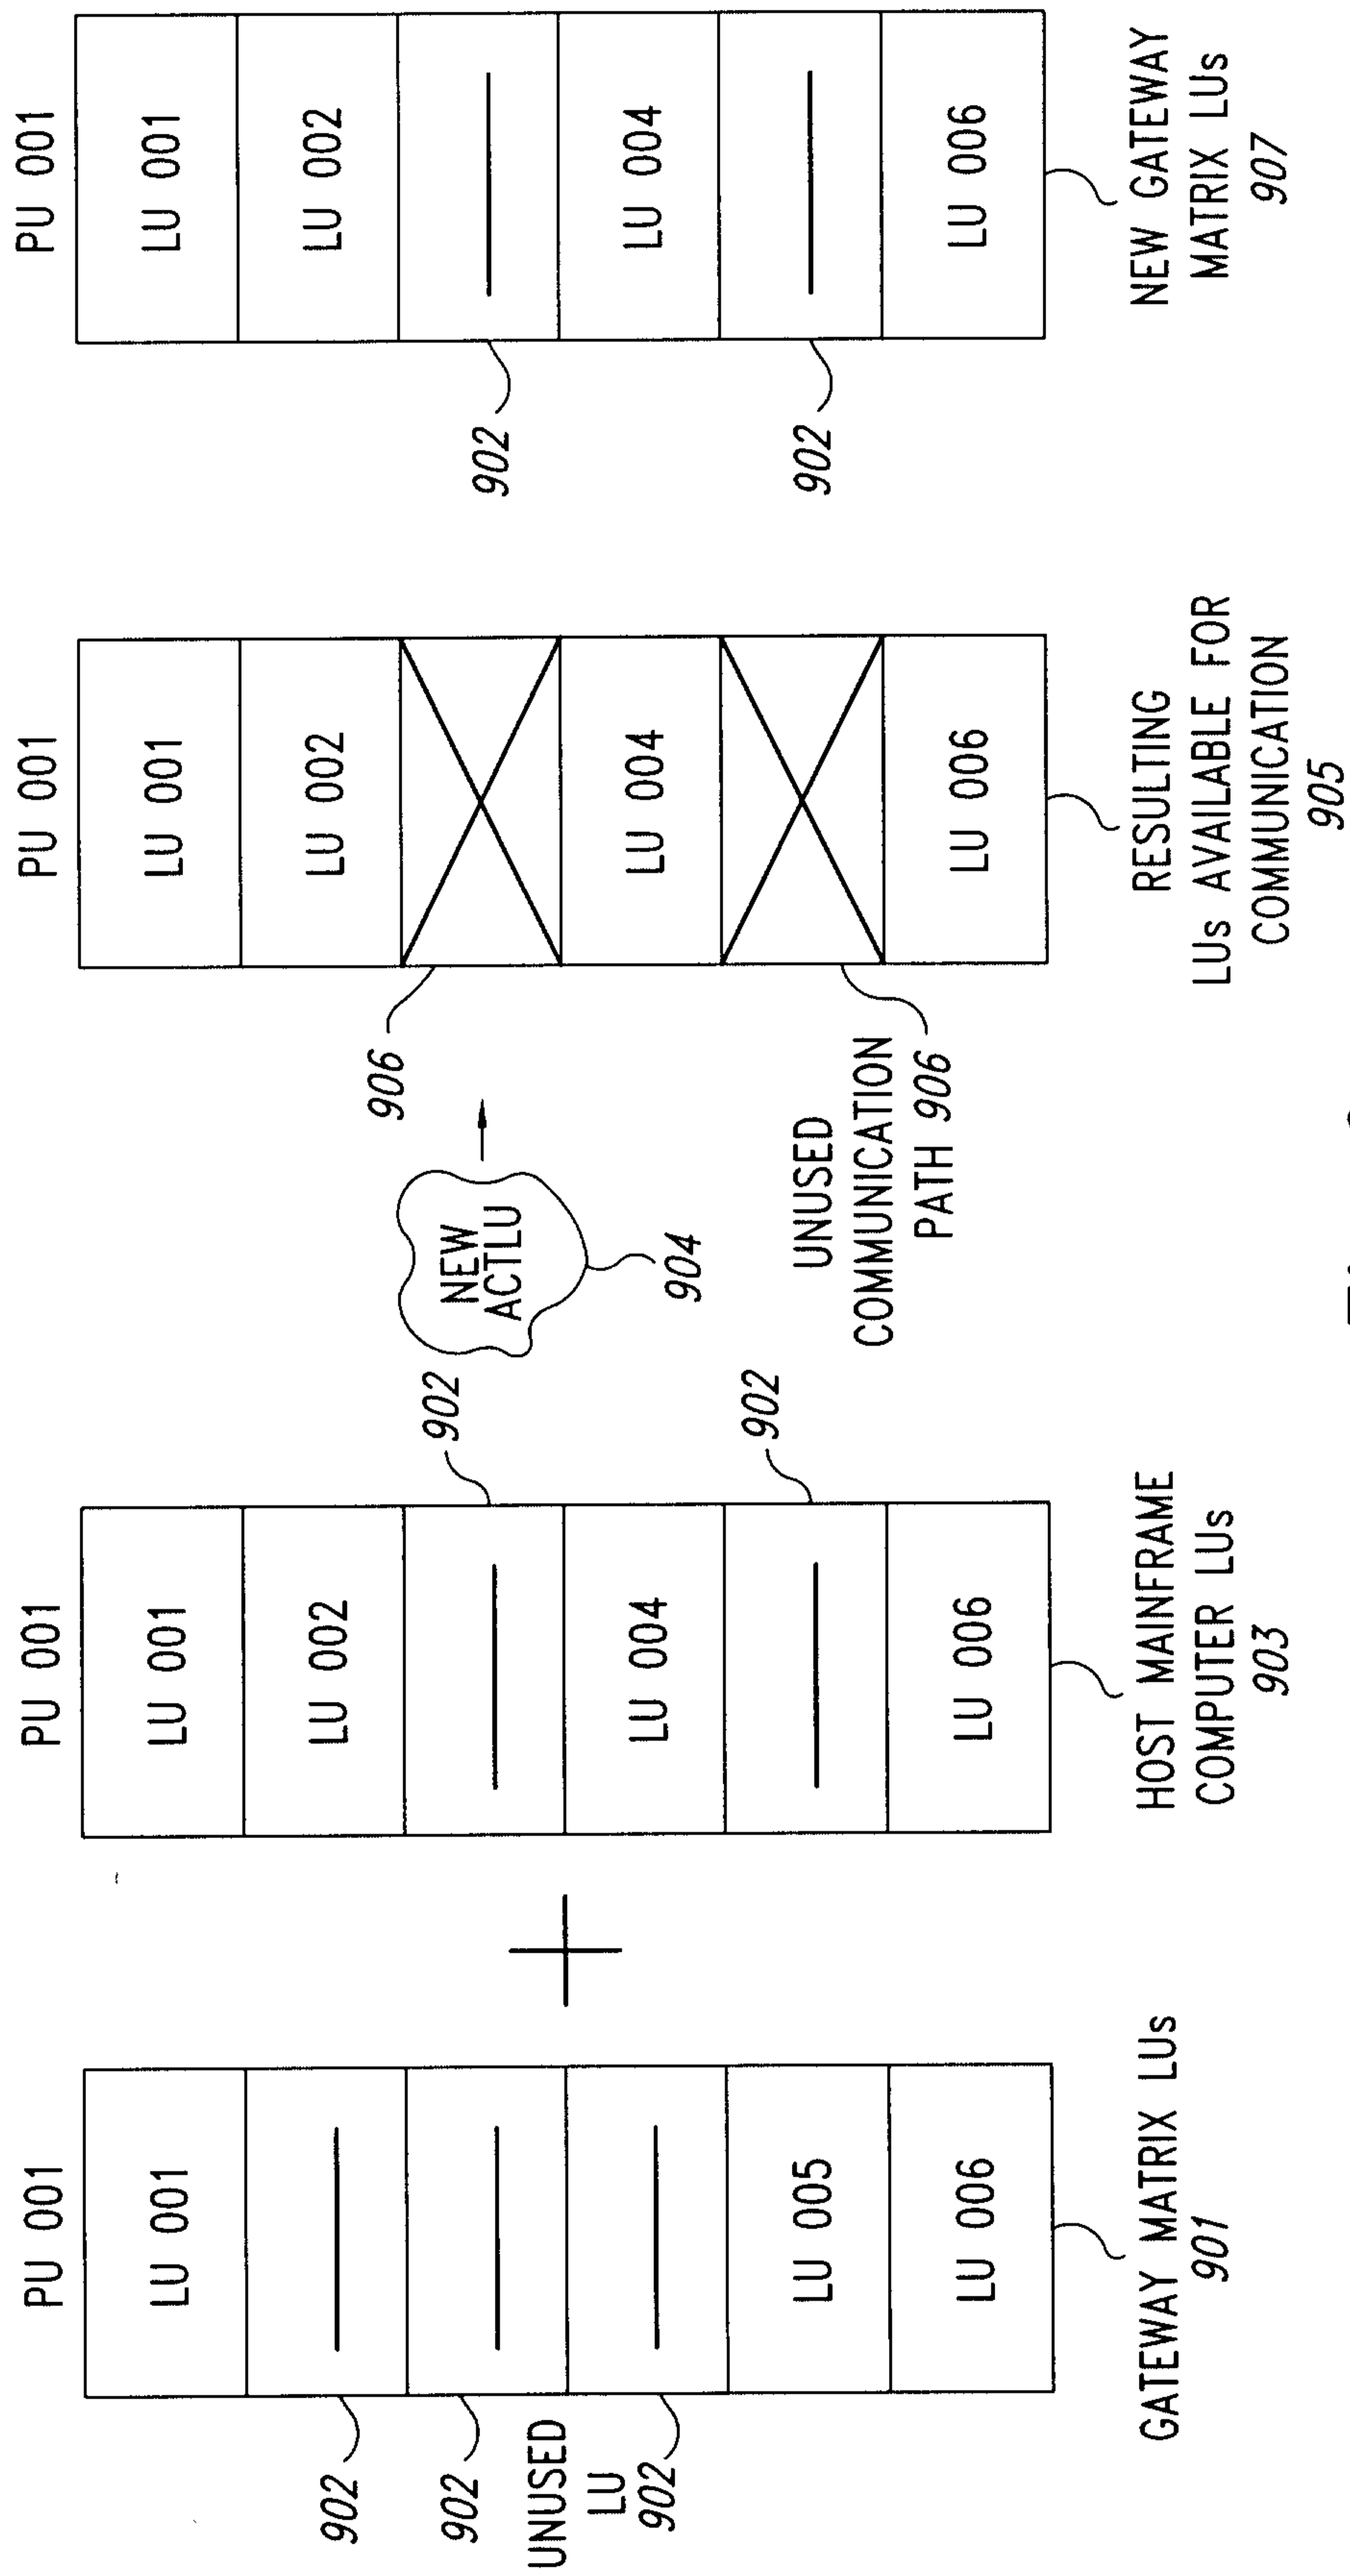 PU 001
LU 001
LU 005
LU 006
902
902
UNUSED
LU
902
GATEWAY MATRIX LUs
901
PU 001
LU 001
LU 002
LU 004
LU 006
902
902
HOST MAINFRAME
COMPUTER LUs
903
NEW
ACTLU
904
906
UNUSED
COMMUNICATION
PATH 906
PU 001
LU 001
LU 002
LU 004
LU 006
RESULTING
LUs AVAILABLE FOR
COMMUNICATION
905
902
902
PU 001
LU 001
LU 002
LU 004
LU 006
NEW GATEWAY
MATRIX LUs
907